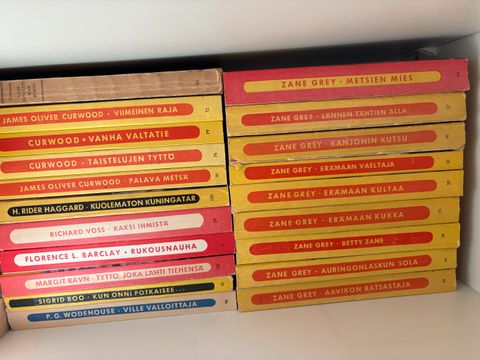 JAMES OLIVER CURWOOD · VIIMEINEN RAJA
CURWOOD · VANHA VALTATIE
CURWOOD · TAISTELUJEN TYTTÖ
JAMES OLIVER CURWOOD · PALAVA METSÄ
H. RIDER HAGGARD · KUOLEMATON KUNINGATAR
RICHARD VOSS · KAKSI IHMISTÄ
FLORENCE L. BARCLAY · RUKOUSNAUHA
MARGIT RAVN · TYTTÖ, JOKA LÄHTI TIEHENSÄ
SIGRID BOO · KUN ONNI POTKAISEE...
P. G. WODEHOUSE · VILLE VALLOITTAJA
ZANE GREY · METSIEN MIES
ZANE GREY · LÄNNEN TÄHTIEN ALLA
ZANE GREY · KANJONIN KUTSU
ZANE GREY · ERÄMAAN VAELTAJA
ZANE GREY · ERÄMAAN KULTAA
ZANE GREY · ERÄMAAN KUKKA
ZANE GREY · BETTY ZANE
ZANE GREY · AURINGONLASKUN SOLA
ZANE GREY · AAVIKON RATSASTAJA